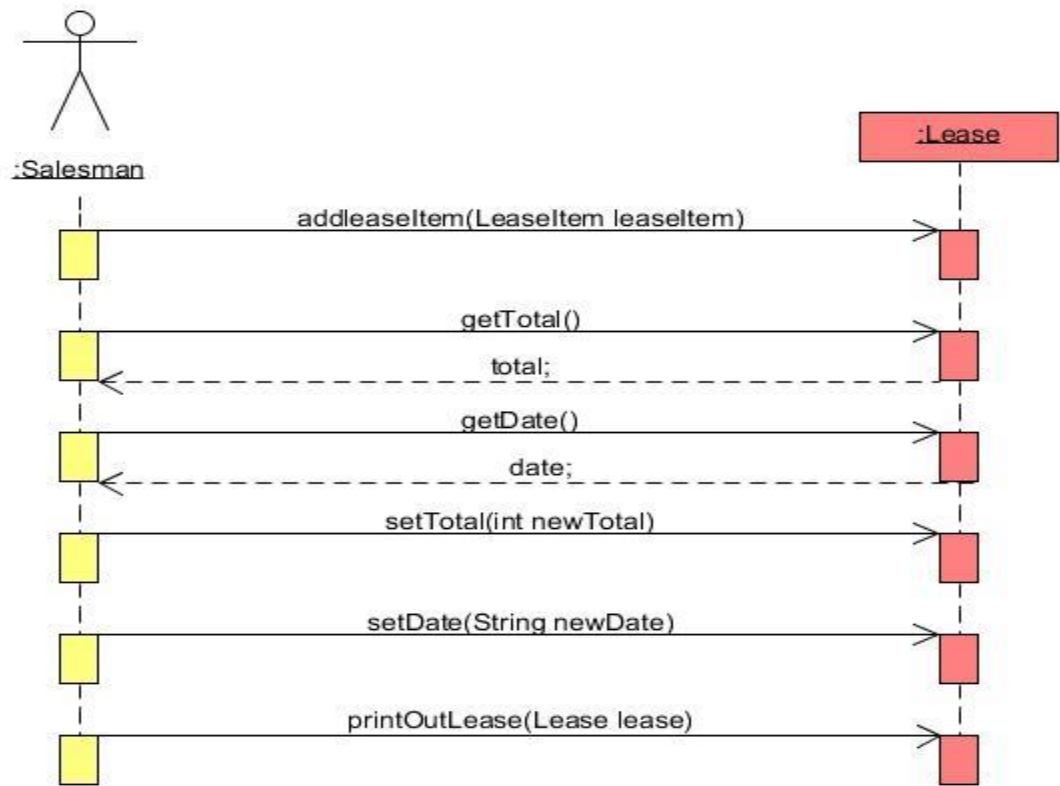 :Lease
:Salesman
addleaseItem(LeaseItem leaseItem)
getTotal()
total;
getDate()
date;
setTotal(int newTotal)
setDate(String newDate)
printOutLease(Lease lease)